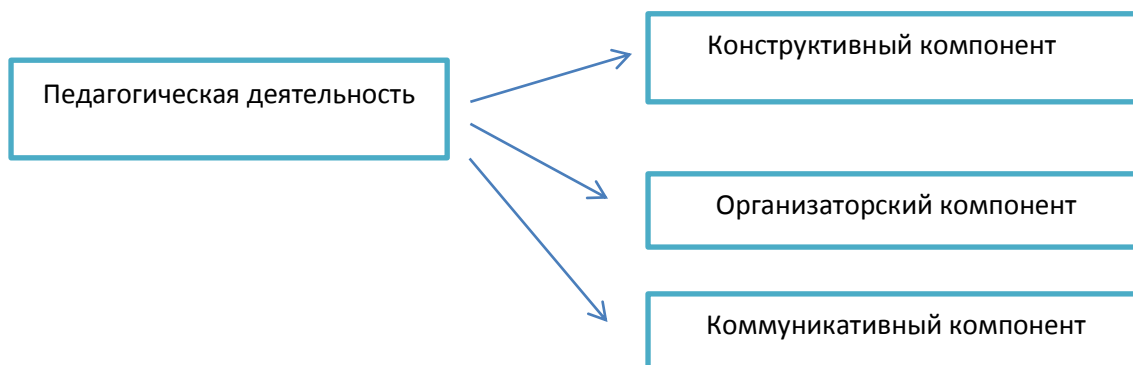 Конструктивный компонент
Педагогическая деятельность
Организаторский компонент
Коммуникативный компонент